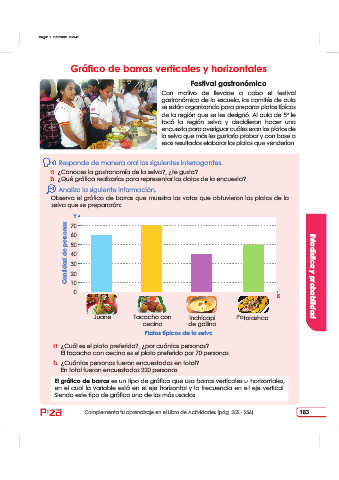 Gráfico de barras verticales y horizontales
Festival gastronómico
Con motivo de llevarse a cabo el festival
gastronómico de la escuela, los comités de aula
se están organizando para preparar platos típicos
de la región que se les designó. Al aula de 5° le
tocó la región selva y decidieron hacer una
encuesta para averiguar cuáles eran los platos de
la selva que más les gustaría probar y con base a
esos resultados elaborar los platos que venderían
Responde de manera oral las siguientes interrogantes.
a. ¿Conoces la gastronomía de la selva?, ¿te gusta?
b. ¿Qué gráfico realizarías para representar los datos de la encuesta?
Analiza la siguiente información.
Observa el gráfico de barras que muestra los votos que obtuvieron los platos de la
selva que se prepararán:
Y
70
60
50
40
30
20
10
0
Cantidad de personas
Juane
Tacacho con
cecina
Inchicapi
de gallina
Patarashca
Platos típicos de la selva
a. ¿Cuál es el plato preferido?, ¿por cuántas personas?
El tacacho con cecina es el plato preferido por 70 personas
b. ¿Cuántas personas fueron encuestadas en total?
En total fueron encuestadas 220 personas
El gráfico de barras es un tipo de gráfico que usa barras verticales u horizontales,
en el cual la variable está en el eje horizontal y la frecuencia en el eje vertical
Siendo este tipo de gráfico uno de los más usados
Complementa tu aprendizaje en el Libro de Actividades (pág.
183
Estadística y probabilidad